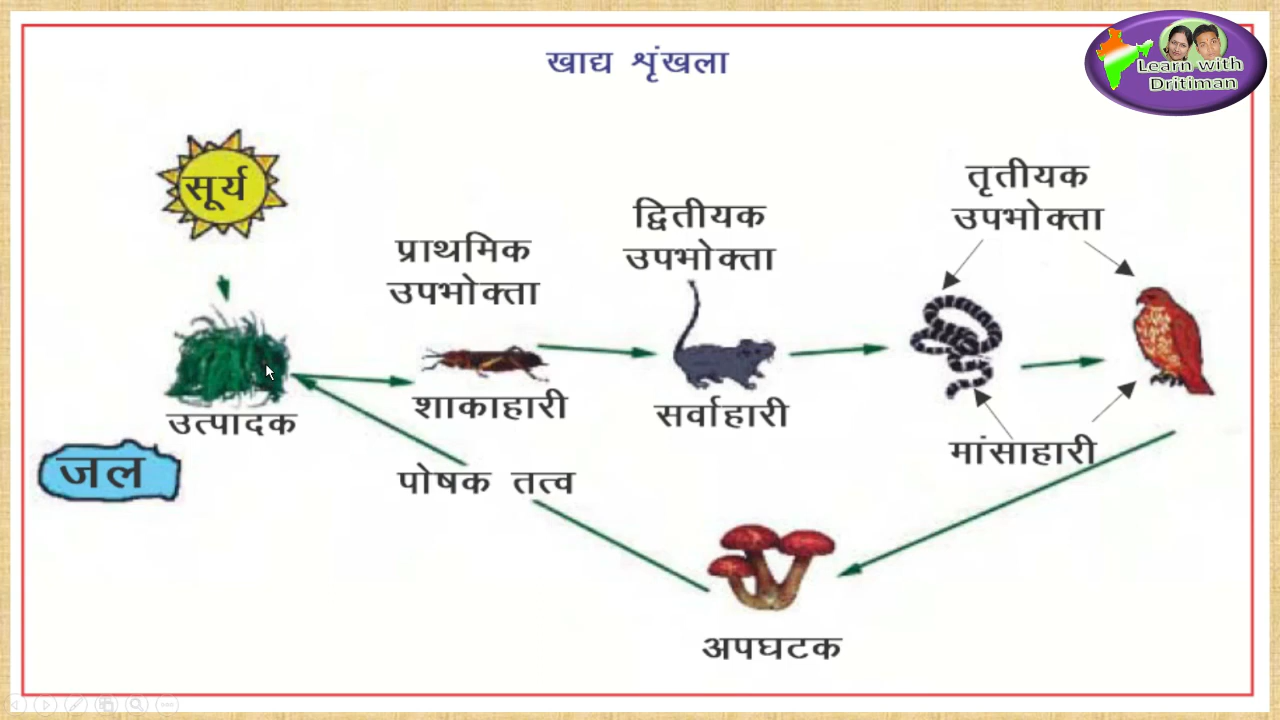 खाद्य शृंखला
Learn with
Dritiman
सूर्य
प्राथमिक
उपभोक्ता
द्वितीयक
उपभोक्ता
तृतीयक
उपभोक्ता
उत्पादक
शाकाहारी
सर्वाहारी
मांसाहारी
जल
पोषक तत्व
अपघटक